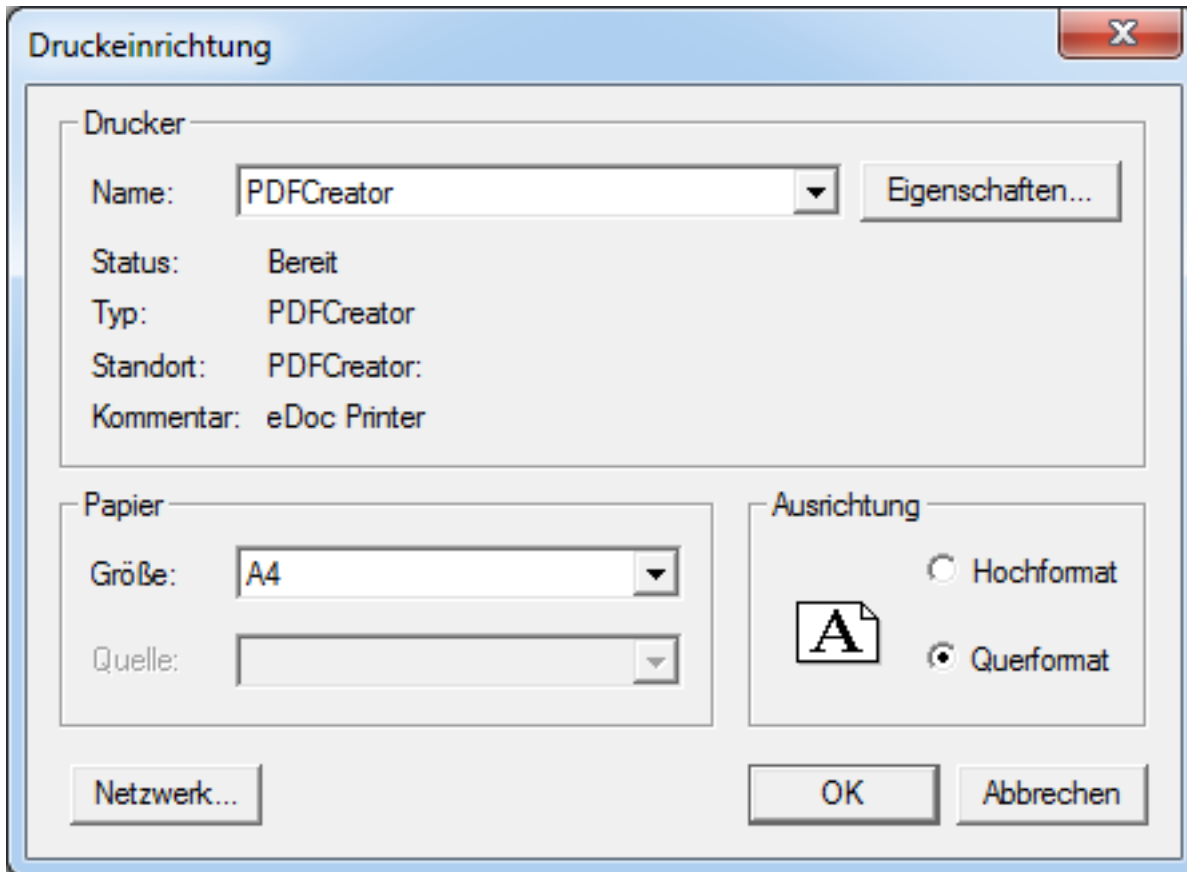 Druckeinrichtung
Drucker
Name: PDFCreator Eigenschaften...
Status: Bereit
Typ: PDFCreator
Standort: PDFCreator:
Kommentar: eDoc Printer
Papier
Größe: A4
Quelle:
Ausrichtung
A
Hochformat
Querformat
Netzwerk... OK Abbrechen